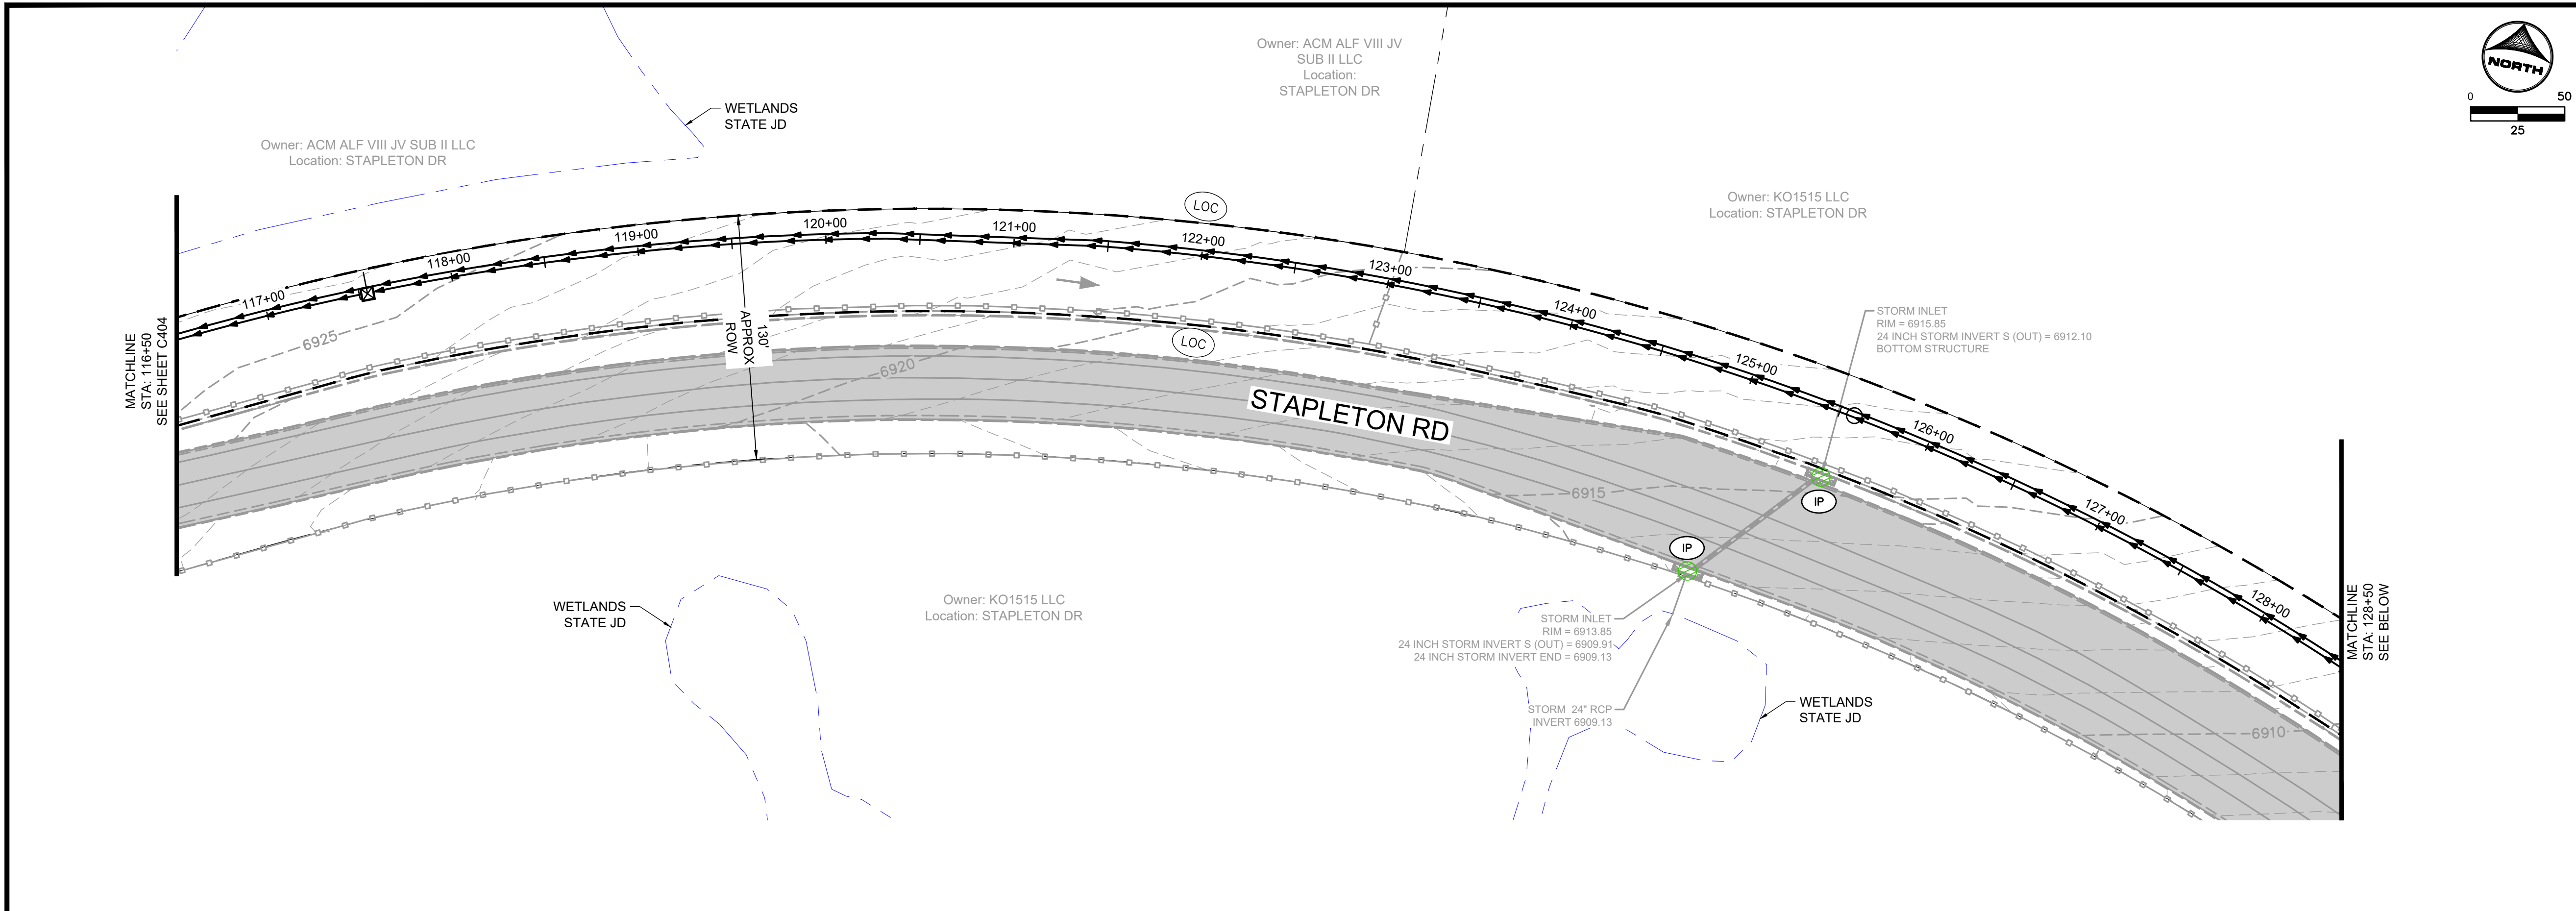 Owner: ACM ALF VIII JV
SUB II LLC
Location:
STAPLETON DR
NORTH
0
50
25
WETLANDS
STATE JD
Owner: ACM ALF VIII JV SUB II LLC
Location: STAPLETON DR
Owner: KO1515 LLC
Location: STAPLETON DR
LOC
117+00
118+00
119+00
120+00
121+00
122+00
123+00
124+00
125+00
126+00
127+00
128+00
MATCHLINE
STA: 116+50
SEE SHEET C404
6925
130'
APPROX
ROW
LOC
6920
STAPLETON RD
STORM INLET
RIM = 6915.85
24 INCH STORM INVERT S (OUT) = 6912.10
BOTTOM STRUCTURE
6915
IP
IP
WETLANDS
STATE JD
Owner: KO1515 LLC
Location: STAPLETON DR
STORM INLET
RIM = 6913.85
24 INCH STORM INVERT S (OUT) = 6909.91
24 INCH STORM INVERT END = 6909.13
STORM 24" RCP
INVERT 6909.13
WETLANDS
STATE JD
6910
MATCHLINE
STA: 128+50
SEE BELOW